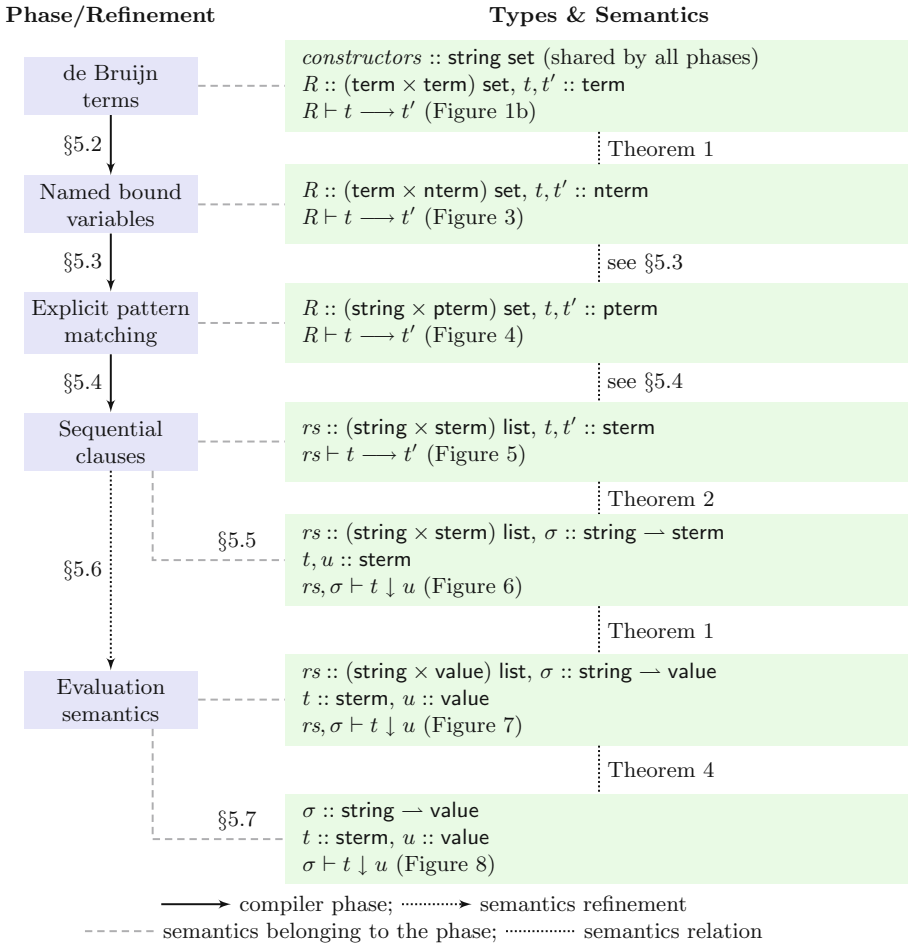 Phase/Refinement
Types & Semantics
de Bruijn
terms
constructors :: string set (shared by all phases)
R :: (term × term) set, t, t′ :: term
R ⊢ t ⟶ t′ (Figure 1b)
§5.2
Theorem 1
Named bound
variables
R :: (term × nterm) set, t, t′ :: nterm
R ⊢ t ⟶ t′ (Figure 3)
§5.3
see §5.3
Explicit pattern
matching
R :: (string × pterm) set, t, t′ :: pterm
R ⊢ t ⟶ t′ (Figure 4)
§5.4
see §5.4
Sequential
clauses
rs :: (string × sterm) list, t, t′ :: sterm
rs ⊢ t ⟶ t′ (Figure 5)
Theorem 2
§5.5
rs :: (string × sterm) list, σ :: string ⇀ sterm
t, u :: sterm
rs, σ ⊢ t ↓ u (Figure 6)
§5.6
Theorem 1
Evaluation
semantics
rs :: (string × value) list, σ :: string ⇀ value
t :: sterm, u :: value
rs, σ ⊢ t ↓ u (Figure 7)
Theorem 4
§5.7
σ :: string ⇀ value
t :: sterm, u :: value
σ ⊢ t ↓ u (Figure 8)
compiler phase; semantics refinement
semantics belonging to the phase; semantics relation